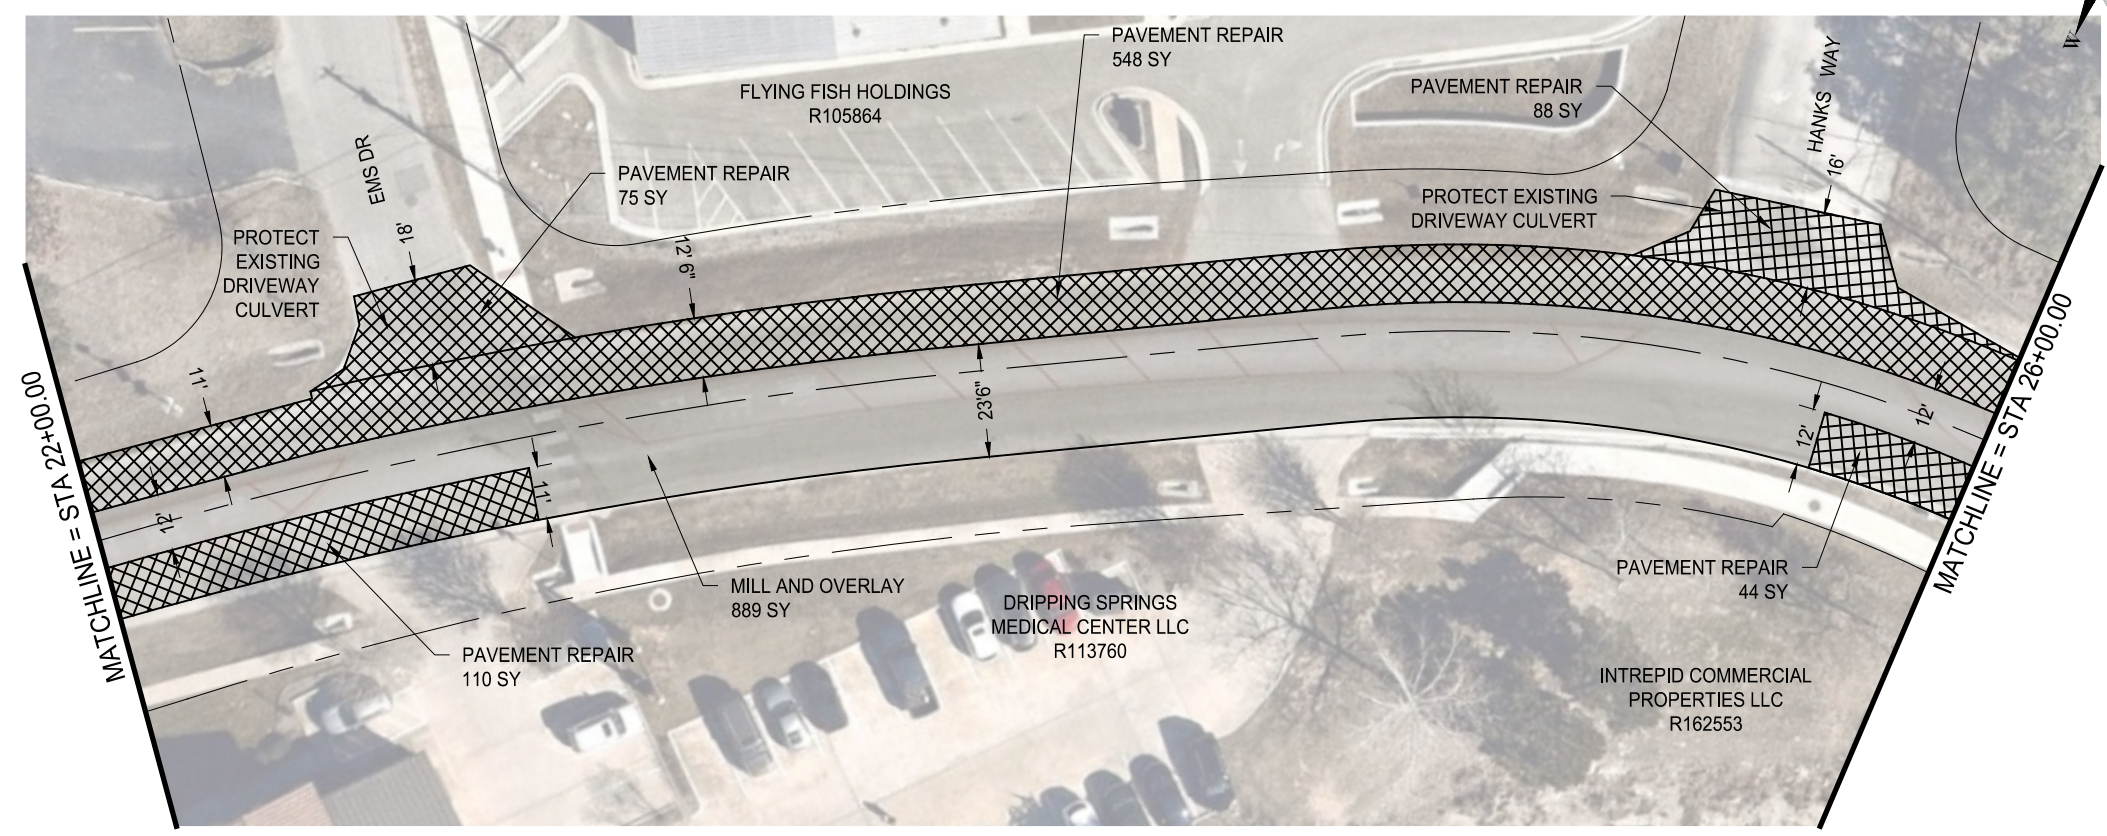 PAVEMENT REPAIR
548 SY
W
FLYING FISH HOLDINGS
R105864
PAVEMENT REPAIR
88 SY
HANKS WAY
16'
EMS DR
18'
PAVEMENT REPAIR
75 SY
PROTECT EXISTING
DRIVEWAY CULVERT
PROTECT
EXISTING
DRIVEWAY
CULVERT
12' 6"
11'
23'6"
12'
12'
12'
11'
MATCHLINE = STA 22+00.00
MATCHLINE = STA 26+00.00
MILL AND OVERLAY
889 SY
DRIPPING SPRINGS
MEDICAL CENTER LLC
R113760
PAVEMENT REPAIR
44 SY
PAVEMENT REPAIR
110 SY
INTREPID COMMERCIAL
PROPERTIES LLC
R162553